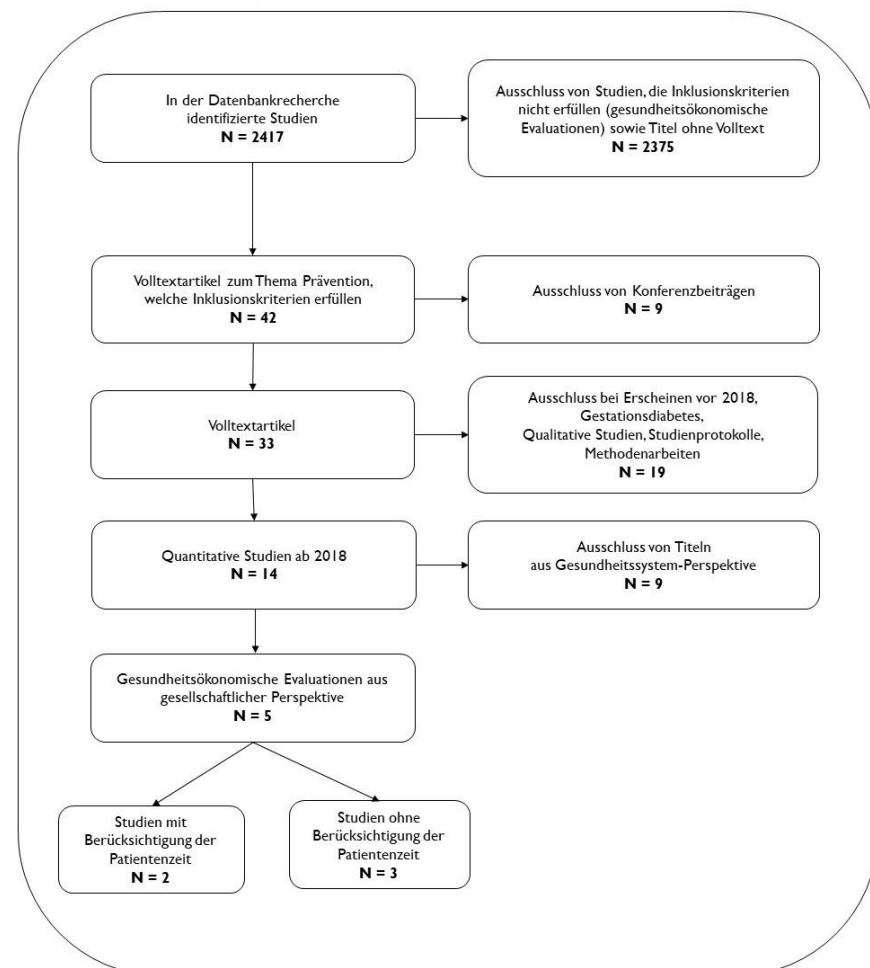 In der Datenbankrecherche
identifizierte Studien
N = 2417
Ausschluss von Studien, die Inklusionskriterien
nicht erfüllen (gesundheitsökonomische
Evaluationen) sowie Titel ohne Volltext
N = 2375
Volltextartikel zum Thema Prävention,
welche Inklusionskriterien erfüllen
N = 42
Ausschluss von Konferenzbeiträgen
N = 9
Volltextartikel
N = 33
Ausschluss bei Erscheinen vor 2018,
Gestationsdiabetes,
Qualitative Studien, Studienprotokolle,
Methodenarbeiten
N = 19
Quantitative Studien ab 2018
N = 14
Ausschluss von Titeln
aus Gesundheitssystem-Perspektive
N = 9
Gesundheitsökonomische Evaluationen aus
gesellschaftlicher Perspektive
N = 5
Studien mit
Berücksichtigung der
Patientenzeit
N = 2
Studien ohne
Berücksichtigung der
Patientenzeit
N = 3